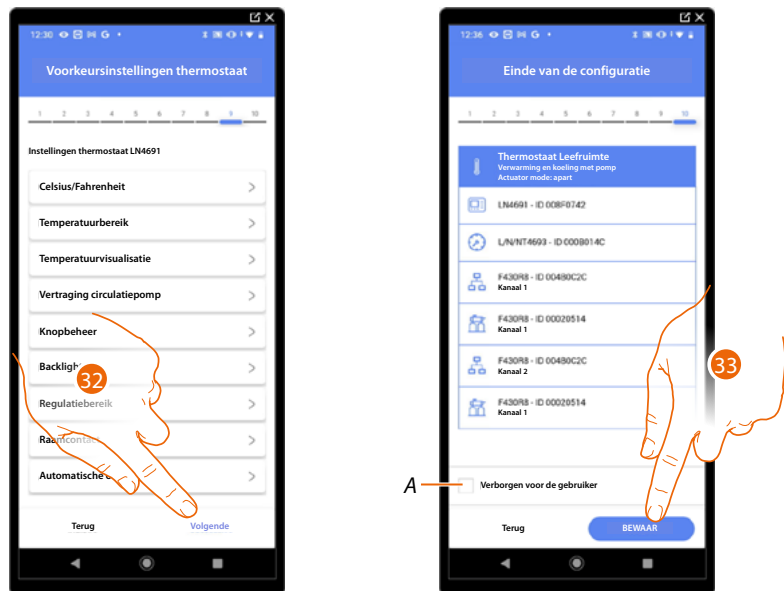 12:30
Voorkeursinstellingen thermostaat
1 2 3 4 5 6 7 8 9 10
Instellingen thermostaat LN4691
Celsius/Fahrenheit
Temperatuurbereik
Temperatuurvisualisatie
Vertraging circulatiepomp
Knopbeheer
Backligh
32
Regulatiebereik
Raamcontac
Automatische
Terug
Volgende
12:36
Einde van de configuratie
1 2 3 4 5 6 7 8 9 10
Thermostaat Leefruimte
Verwarming en koeling met pomp
Actuator mode: apart
LN4691 - ID 008F0742
L/N/NT4693 - ID 000B014C
F430R8 - ID 00480C2C
Kanaal 1
F430R8 - ID 00020514
Kanaal 1
F430R8 - ID 00480C2C
Kanaal 2
F430R8 - ID 00020514
Kanaal 1
33
A
Verborgen voor de gebruiker
Terug
BEWAAR